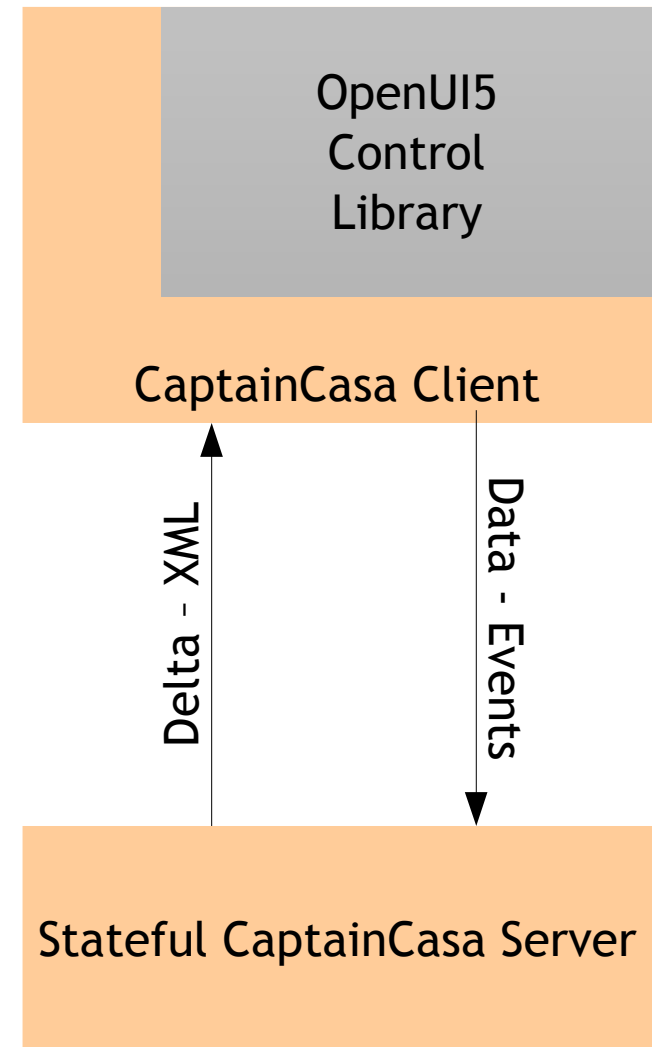 OpenUI5
Control
Library
CaptainCasa Client
Delta – XML
Data - Events
Stateful CaptainCasa Server